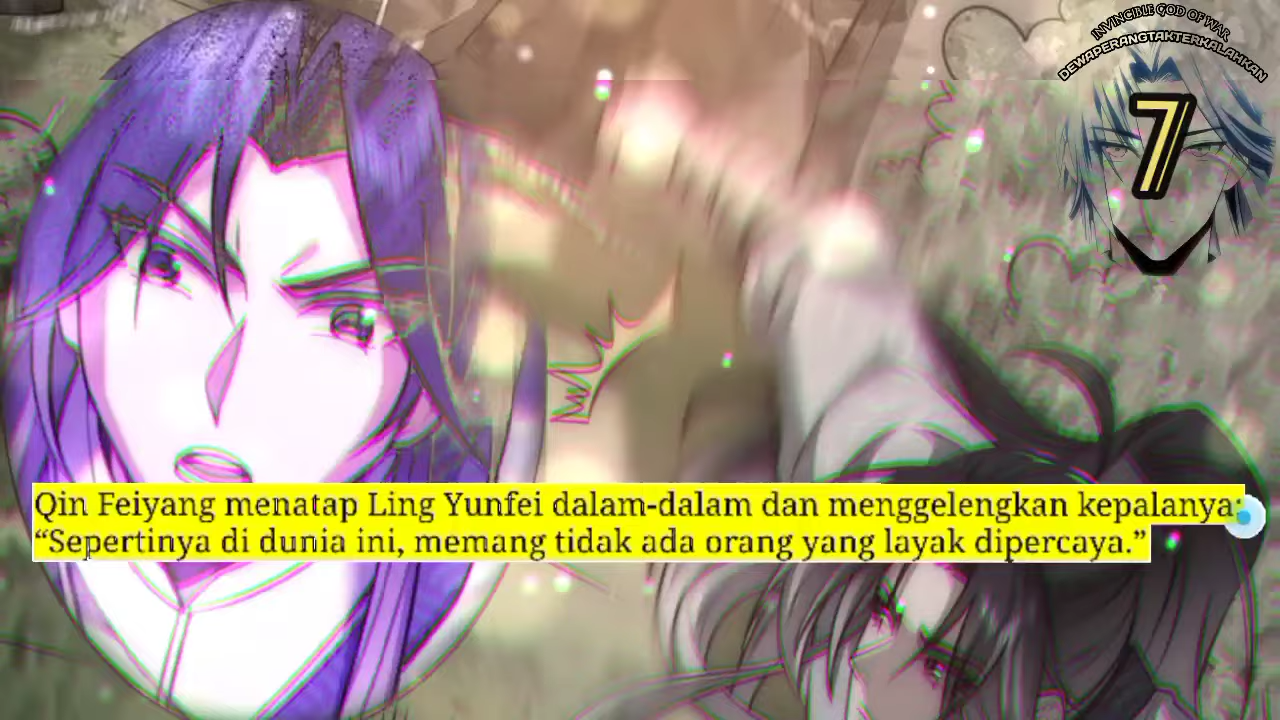 INVINCIBLE GOD OF WAR
DEWAPERANGTAKTERKALAHKAN
7
Qin Feiyang menatap Ling Yunfei dalam-dalam dan menggelengkan kepalanya:
“Sepertinya di dunia ini, memang tidak ada orang yang layak dipercaya.”